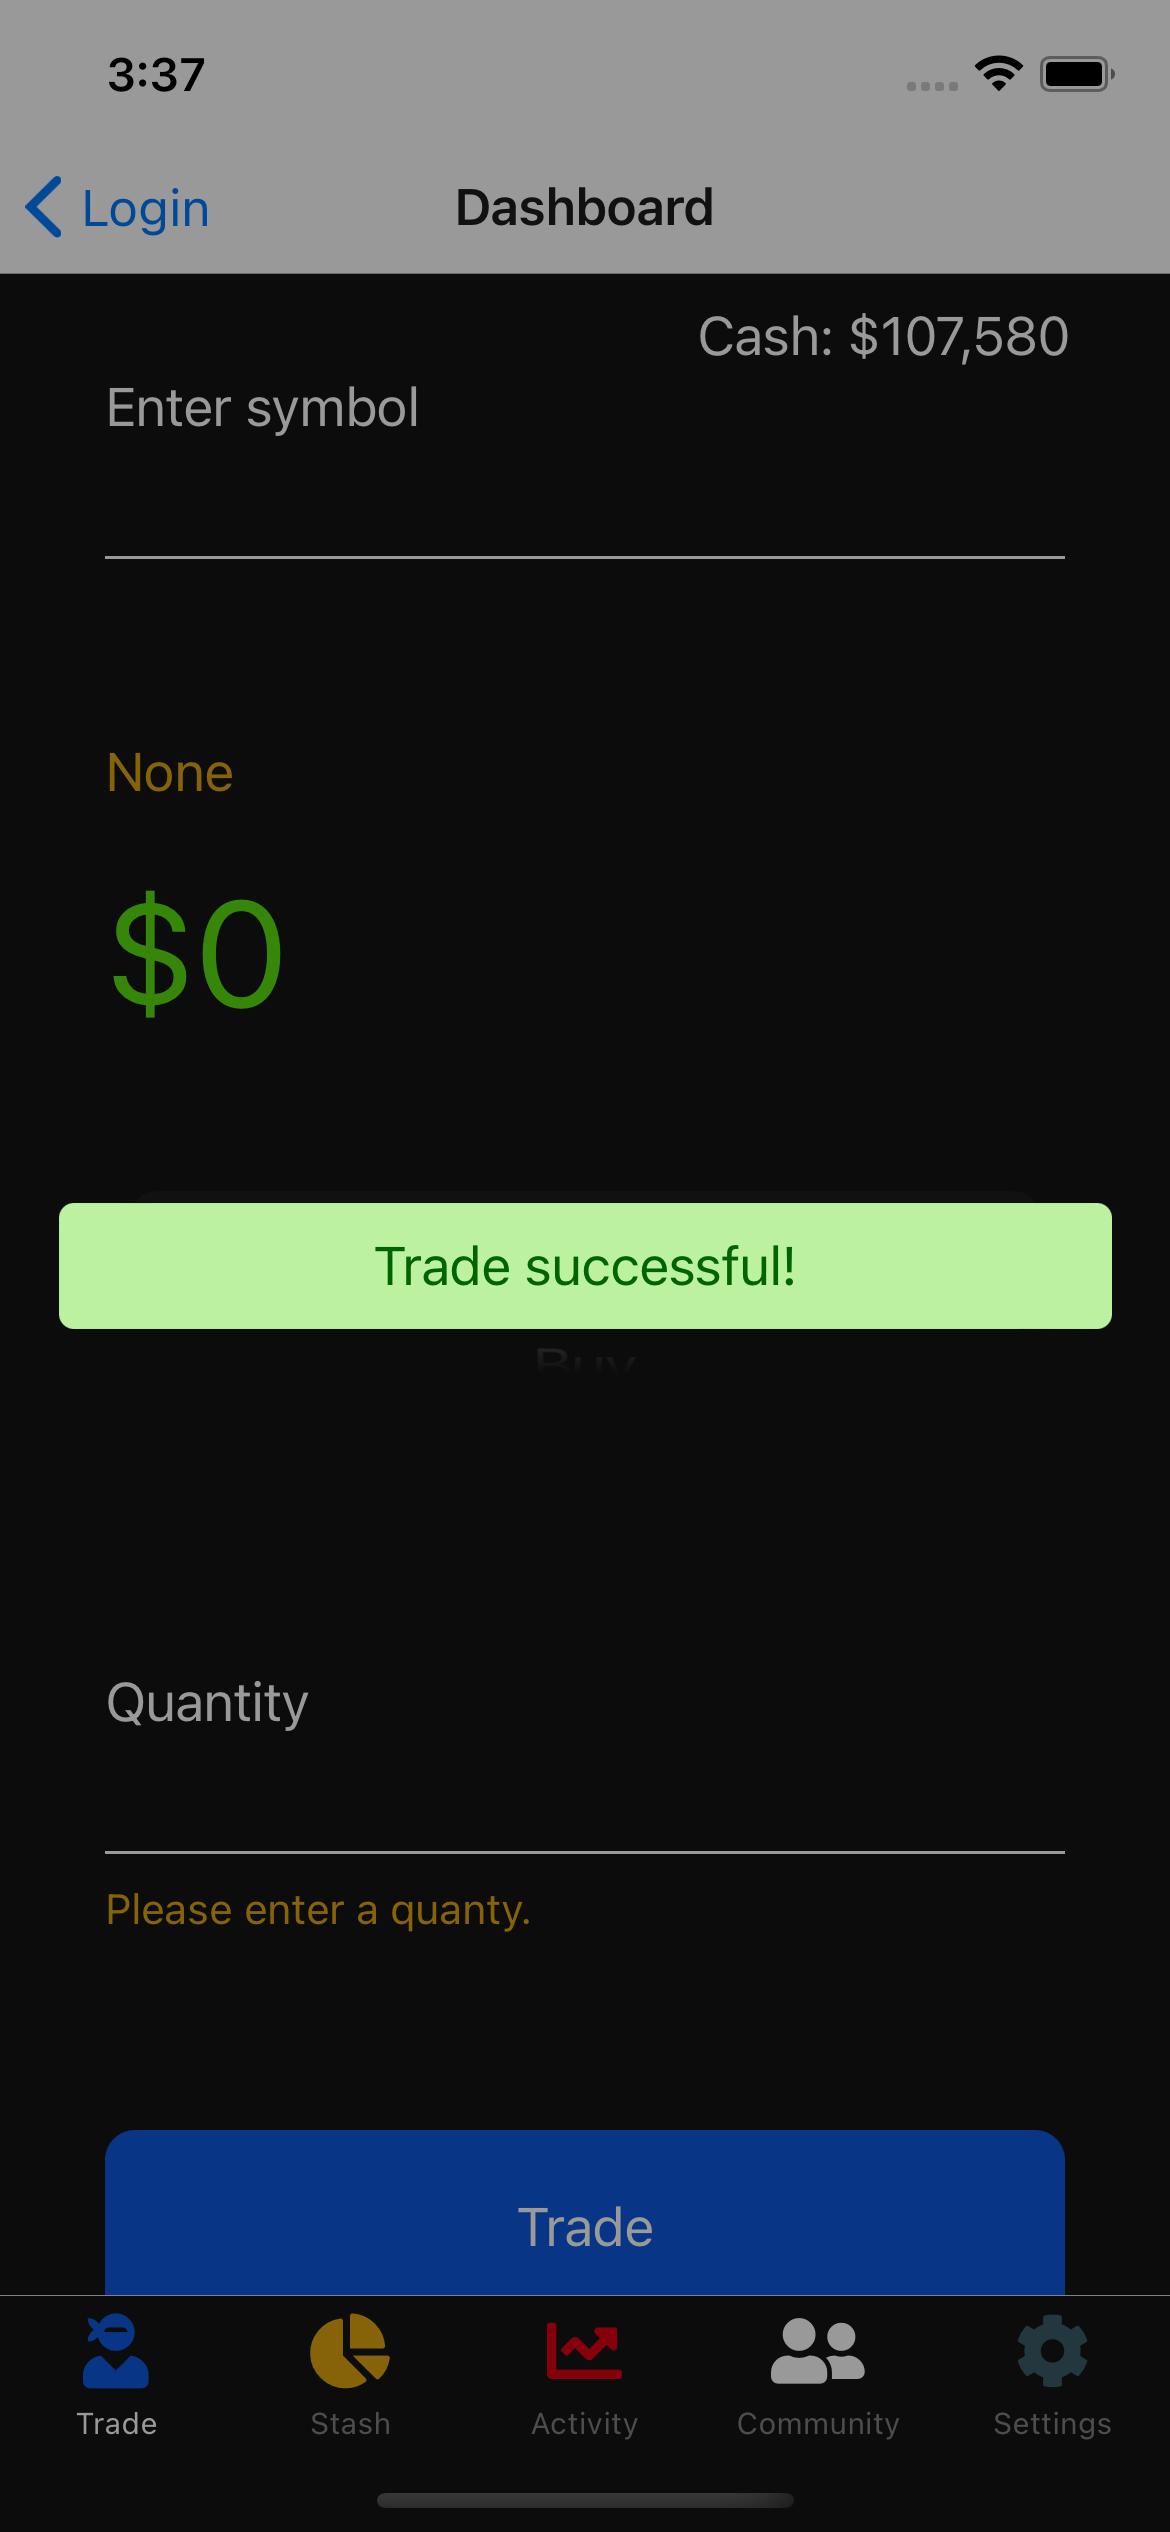 3:37
Login
Dashboard
Cash: $107,580
Enter symbol
None
$0
Trade successful!
Buy
Quantity
Please enter a quanty.
Trade
Trade
Stash
Activity
Community
Settings